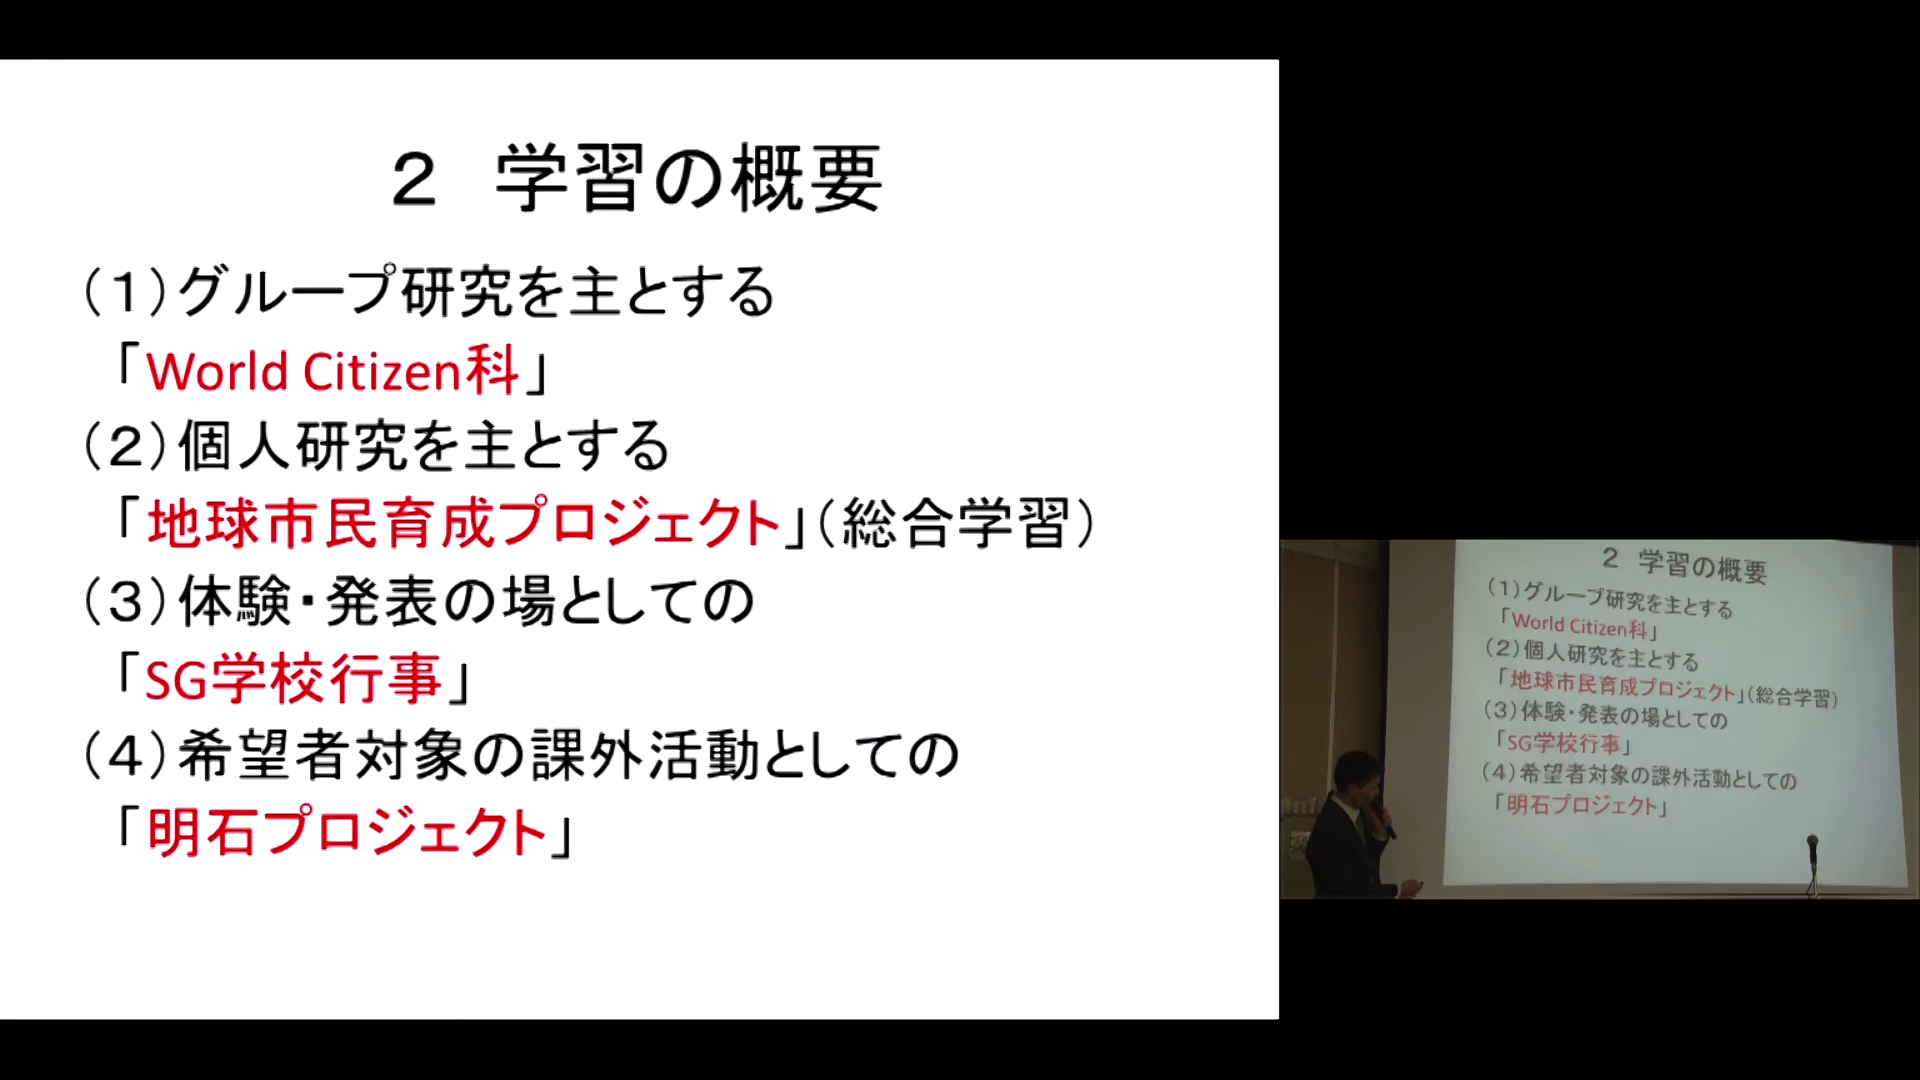 ２　学習の概要
（１）グループ研究を主とする
「World Citizen科」
（２）個人研究を主とする
「地球市民育成プロジェクト」（総合学習）
（３）体験・発表の場としての
「SG学校行事」
（４）希望者対象の課外活動としての
「明石プロジェクト」
２　学習の概要
（１）グループ研究を主とする
「World Citizen科」
（２）個人研究を主とする
「地球市民育成プロジェクト」（総合学習）
（３）体験・発表の場としての
「SG学校行事」
（４）希望者対象の課外活動としての
「明石プロジェクト」